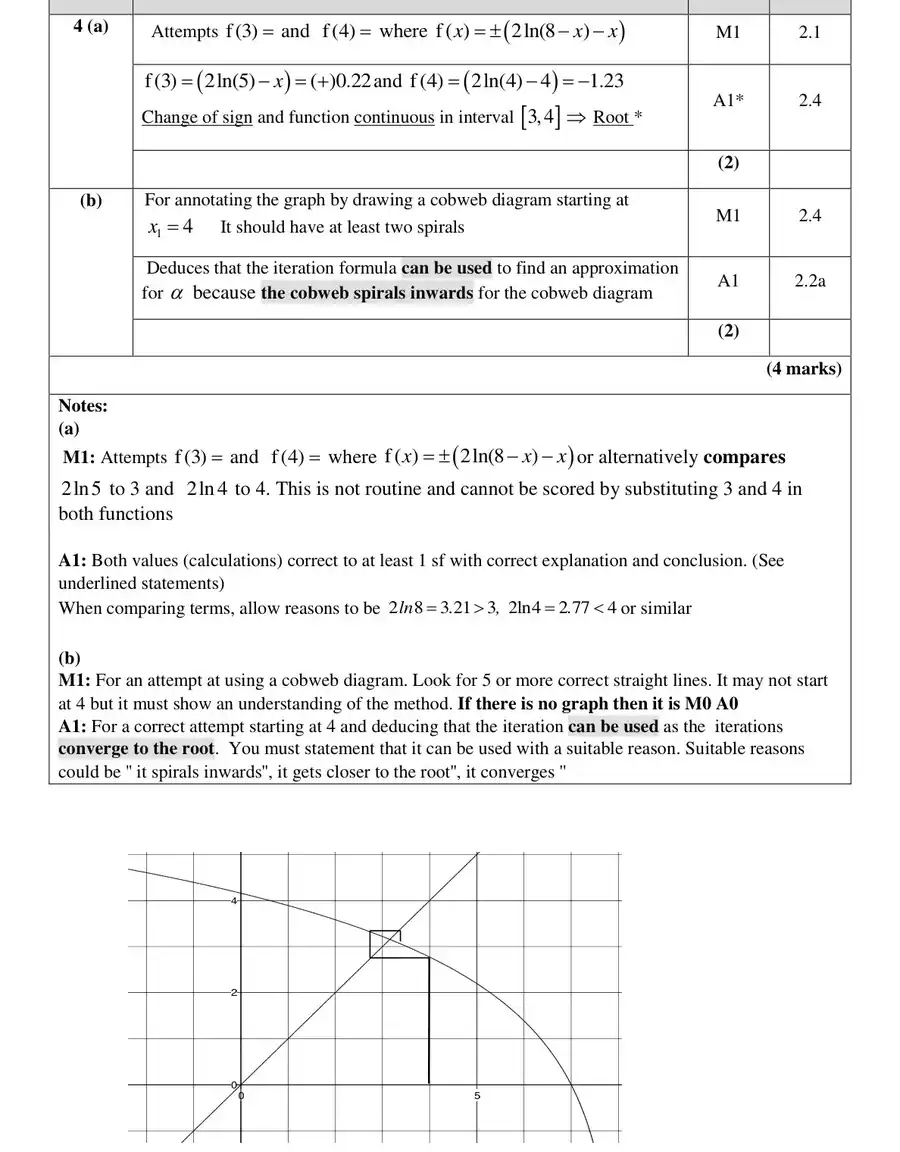 4 (a) Attempts f(3) = and f(4) = where f(x) = ±(2ln(8−x)−x) M1 2.1
f(3) = (2ln(5)−x) = (+)0.22 and f(4) = (2ln(4)−4) = −1.23
Change of sign and function continuous in interval [3,4] ⇒ Root * A1* 2.4
(2)
(b) For annotating the graph by drawing a cobweb diagram starting at
x₁ = 4 It should have at least two spirals M1 2.4
Deduces that the iteration formula can be used to find an approximation
for α because the cobweb spirals inwards for the cobweb diagram A1 2.2a
(2)
(4 marks)
Notes:
(a)
M1: Attempts f(3) = and f(4) = where f(x) = ±(2ln(8−x)−x) or alternatively compares
2ln5 to 3 and 2ln4 to 4. This is not routine and cannot be scored by substituting 3 and 4 in
both functions
A1: Both values (calculations) correct to at least 1 sf with correct explanation and conclusion. (See
underlined statements)
When comparing terms, allow reasons to be 2ln8 = 3.21 > 3, 2ln4 = 2.77 < 4 or similar
(b)
M1: For an attempt at using a cobweb diagram. Look for 5 or more correct straight lines. It may not start
at 4 but it must show an understanding of the method. If there is no graph then it is M0 A0
A1: For a correct attempt starting at 4 and deducing that the iteration can be used as the iterations
converge to the root. You must statement that it can be used with a suitable reason. Suitable reasons
could be " it spirals inwards", it gets closer to the root", it converges "
4
2
0
0 5